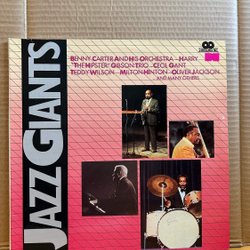 BENNY CARTER AND HIS ORCHESTRA - HARRY
"THE HIPSTER" GIBSON TRIO - CECIL GANT
TEDDY WILSON - MILTON HINTON - OLIVER JACKSON
AND MANY OTHERS
JAZZ GIANTS